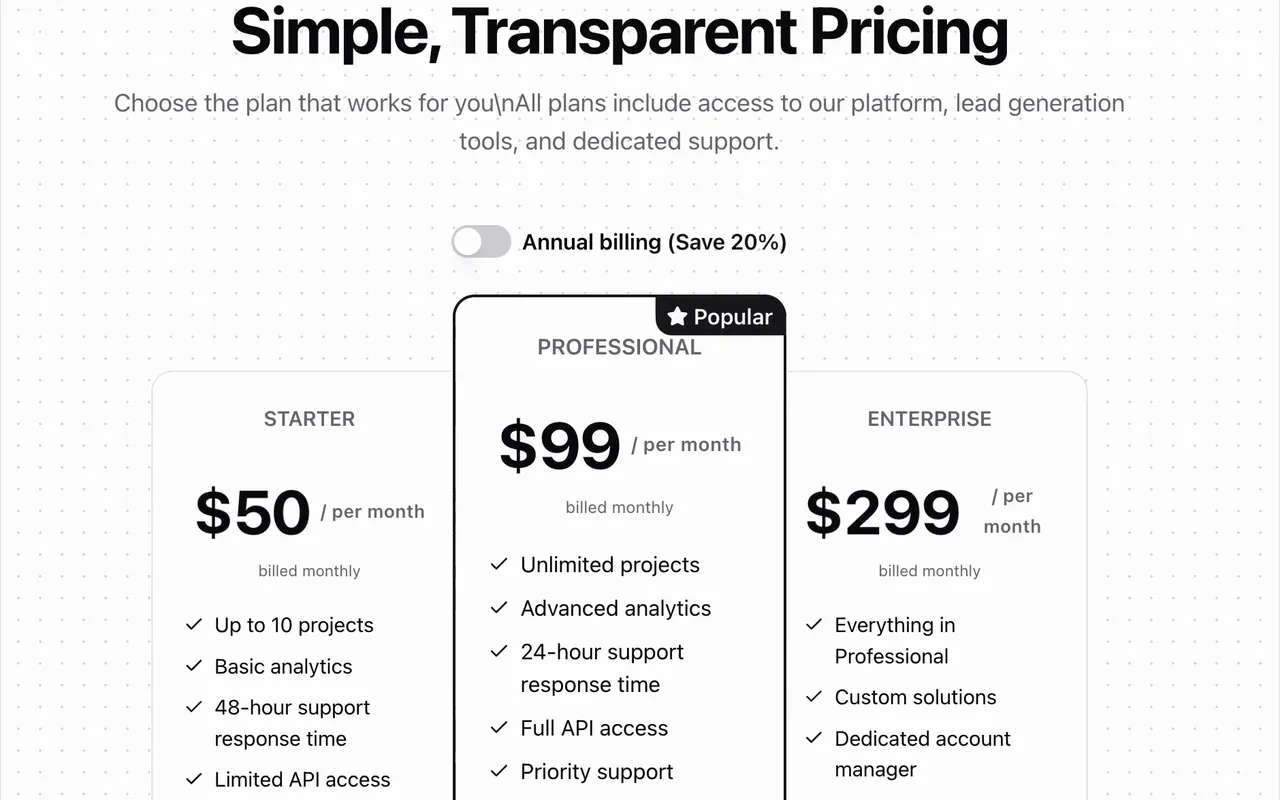 Simple, Transparent Pricing
Choose the plan that works for you\nAll plans include access to our platform, lead generation
tools, and dedicated support.
Annual billing (Save 20%)
STARTER
$50 / per month
billed monthly
Up to 10 projects
Basic analytics
48-hour support
response time
Limited API access
Popular
PROFESSIONAL
$99 / per month
billed monthly
Unlimited projects
Advanced analytics
24-hour support
response time
Full API access
Priority support
ENTERPRISE
$299 / per
month
billed monthly
Everything in
Professional
Custom solutions
Dedicated account
manager